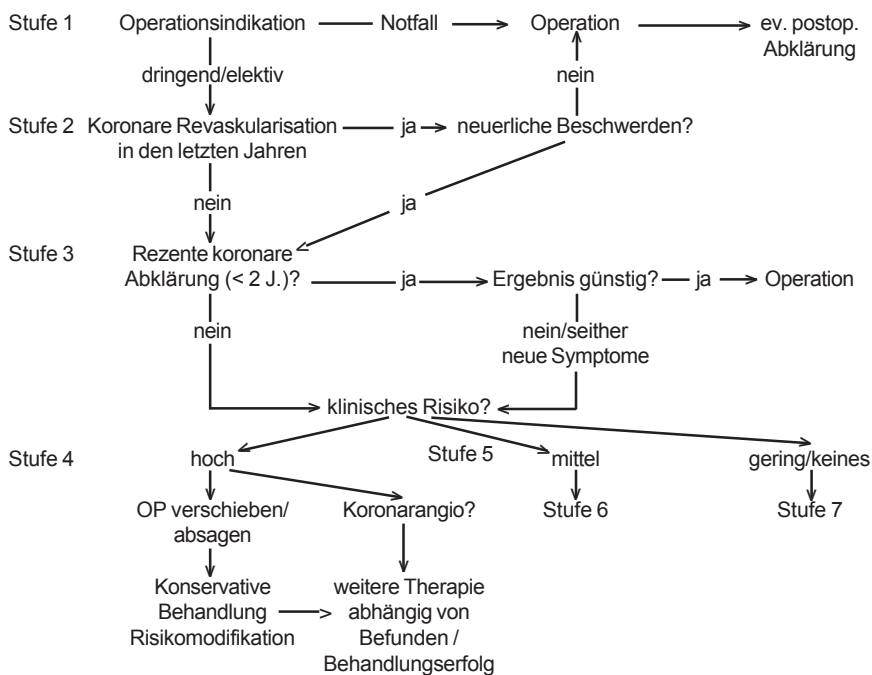 Stufe 1 Operationsindikation Notfall Operation ev. postop.
Abklärung
dringend/elektiv nein
Stufe 2 Koronare Revaskularisation ja neuerliche Beschwerden?
in den letzten Jahren
nein ja
Stufe 3 Rezente koronare
Abklärung (< 2 J.)? ja Ergebnis günstig? ja Operation
nein nein/seither
neue Symptome
klinisches Risiko?
Stufe 4 hoch Stufe 5 mittel gering/keines
OP verschieben/ Koronarangio? Stufe 6 Stufe 7
absagen
Konservative weitere Therapie
Behandlung abhängig von
Risikomodifikation Befunden /
Behandlungserfolg